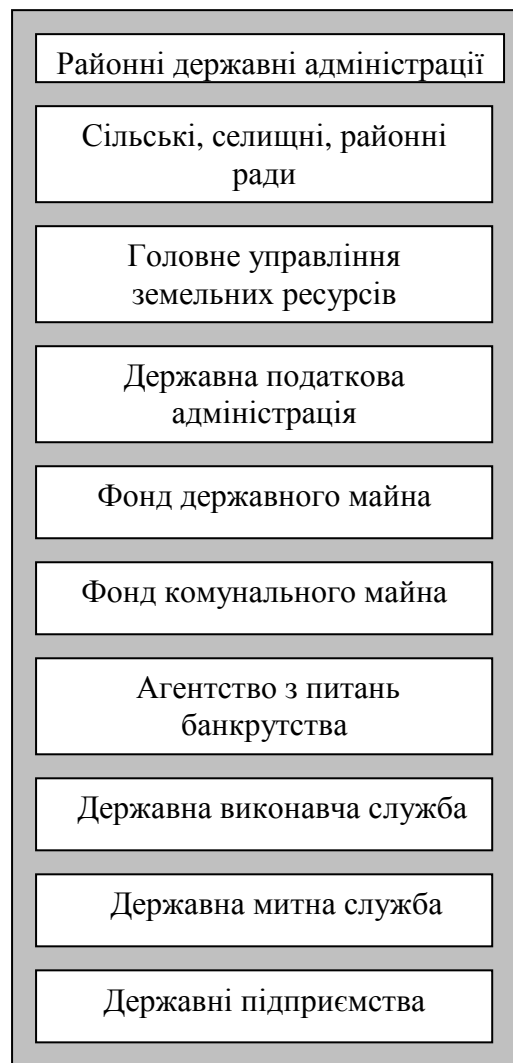 Районні державні адміністрації
Сільські, селищні, районні
ради
Головне управління
земельних ресурсів
Державна податкова
адміністрація
Фонд державного майна
Фонд комунального майна
Агентство з питань
банкрутства
Державна виконавча служба
Державна митна служба
Державні підприємства